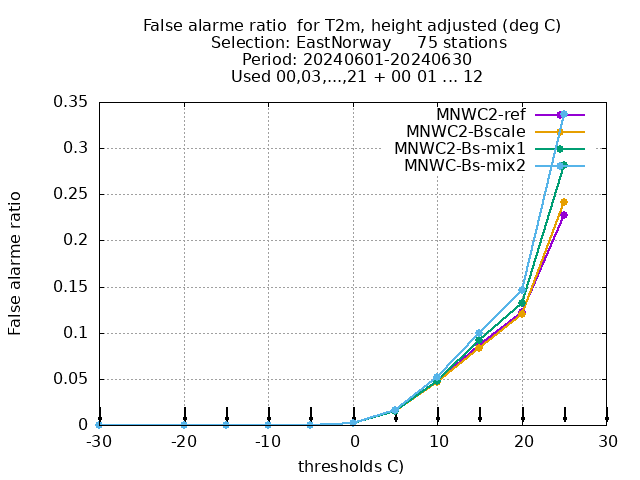 False alarme ratio  for T2m, height adjusted (deg C)
Selection: EastNorway     75 stations
Period: 20240601-20240630
Used 00,03,...,21 + 00 01 ... 12
MNWC2-ref
MNWC2-Bscale
MNWC2-Bs-mix1
MNWC-Bs-mix2
False alarme ratio
0.35
0.3
0.25
0.2
0.15
0.1
0.05
0
-30 -20 -10 0 10 20 30
thresholds C)